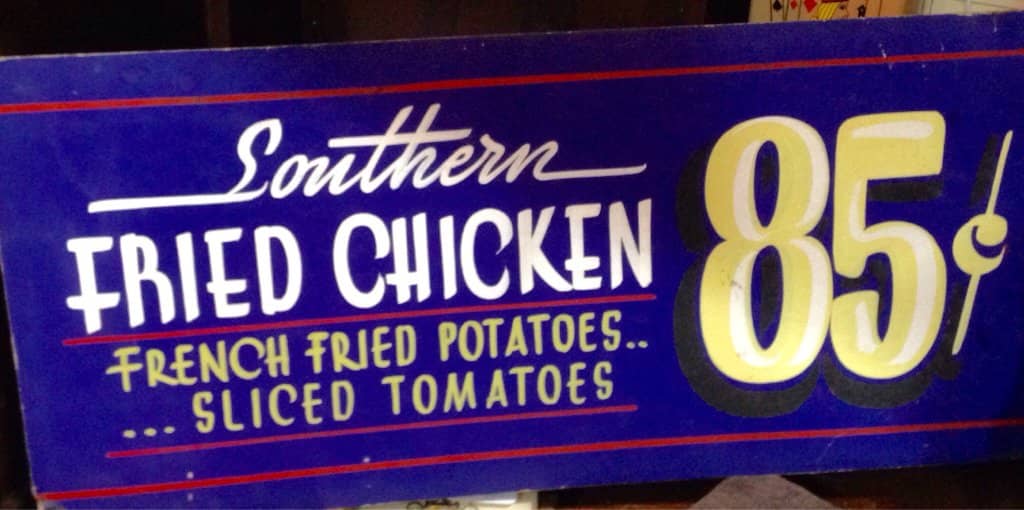 Southern
FRIED CHICKEN
FRENCH FRIED POTATOES..
... SLICED TOMATOES
85¢